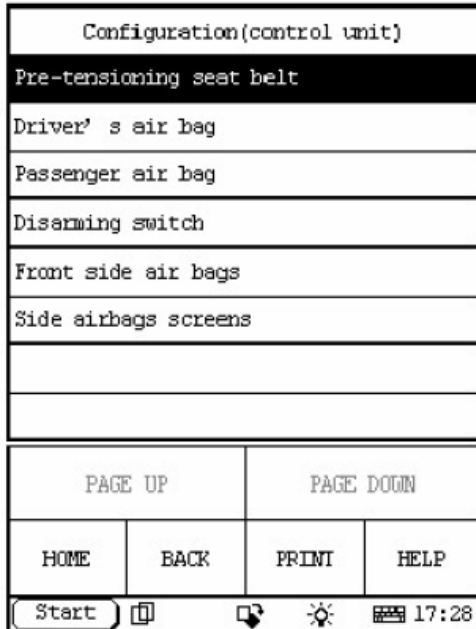 Configuration(control unit)
Pre-tensioning seat belt
Driver' s air bag
Passenger air bag
Disarming switch
Front side air bags
Side airbags screens
PAGE UP PAGE DOWN
HOME BACK PRINT HELP
Start 17:28